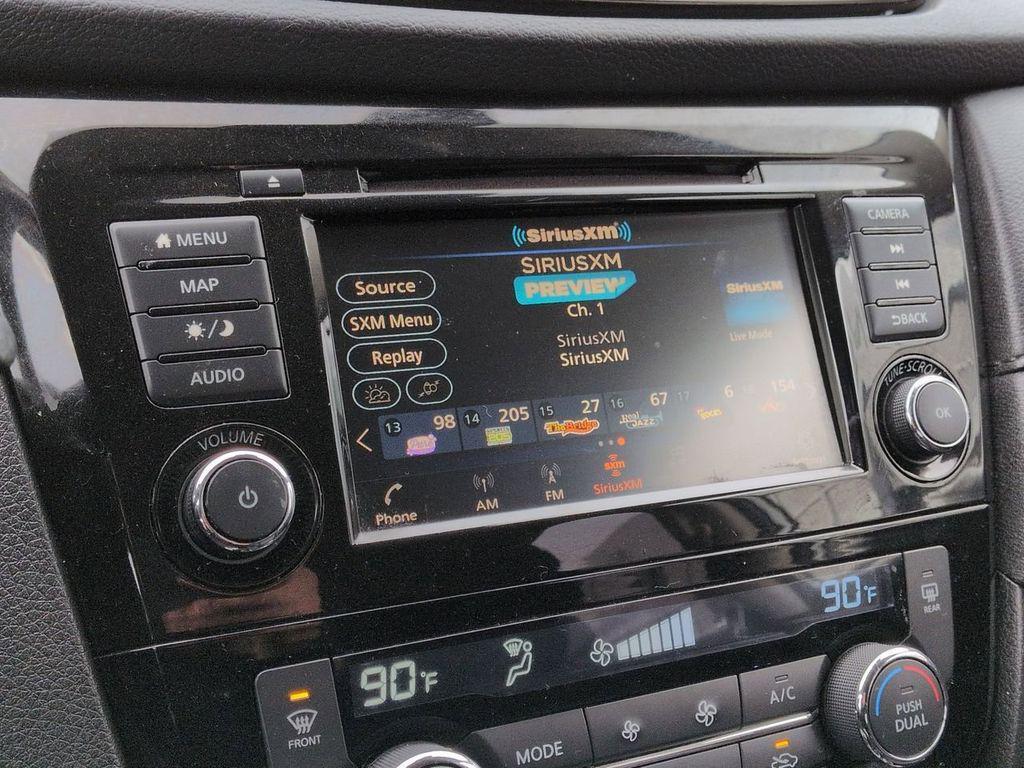 MENU
MAP
AUDIO
VOLUME
SiriusXM
SIRIUSXM
PREVIEW
Ch. 1
SiriusXM
SiriusXM
Source
SXM Menu
Replay
SiriusXM
Live Mode
13 98 14 205 15 27 16 67 17 6 154
Pure
The Bridge
Real JAZZ
Phone
AM
FM
sxm
SiriusXM
CAMERA
BACK
TUNE·SCROLL
OK
90°F
90°F
REAR
FRONT
MODE
A/C
PUSH
DUAL